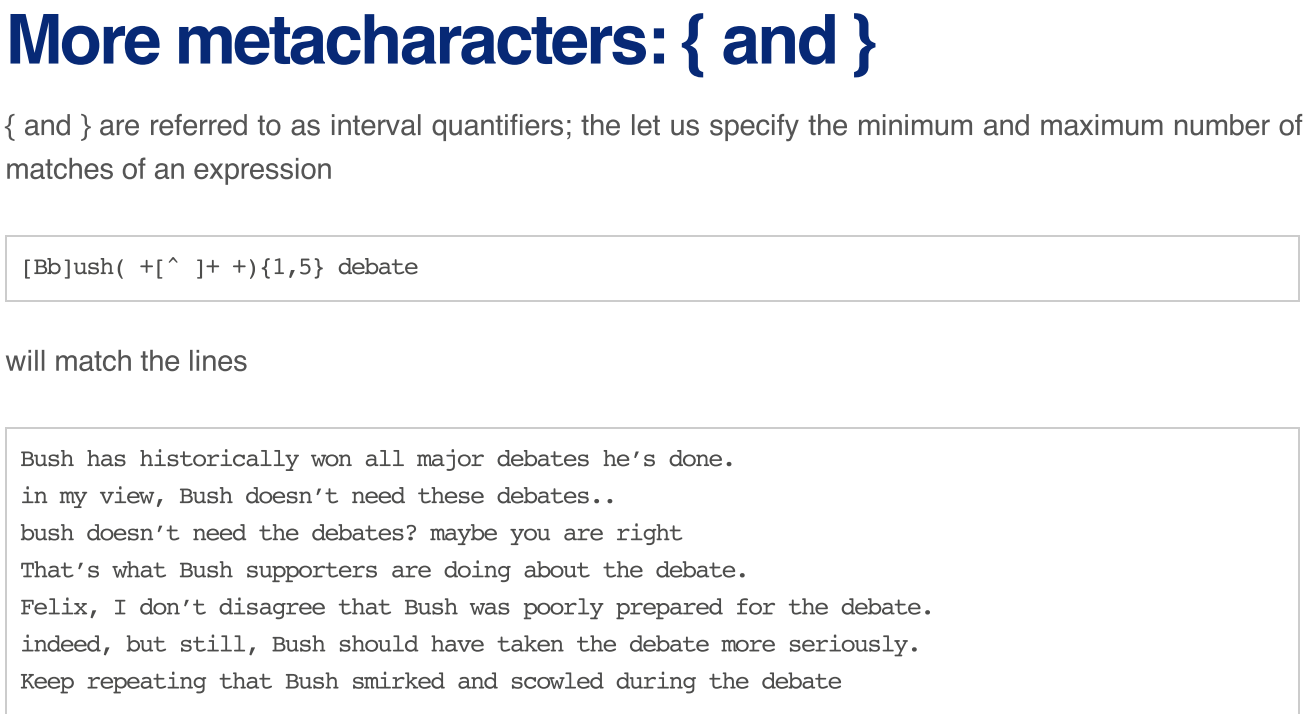 More metacharacters: { and }
{ and } are referred to as interval quantifiers; the let us specify the minimum and maximum number of
matches of an expression
[Bb]ush( +[^ ]+ +){1,5} debate
will match the lines
Bush has historically won all major debates he’s done.
in my view, Bush doesn’t need these debates..
bush doesn’t need the debates? maybe you are right
That’s what Bush supporters are doing about the debate.
Felix, I don’t disagree that Bush was poorly prepared for the debate.
indeed, but still, Bush should have taken the debate more seriously.
Keep repeating that Bush smirked and scowled during the debate